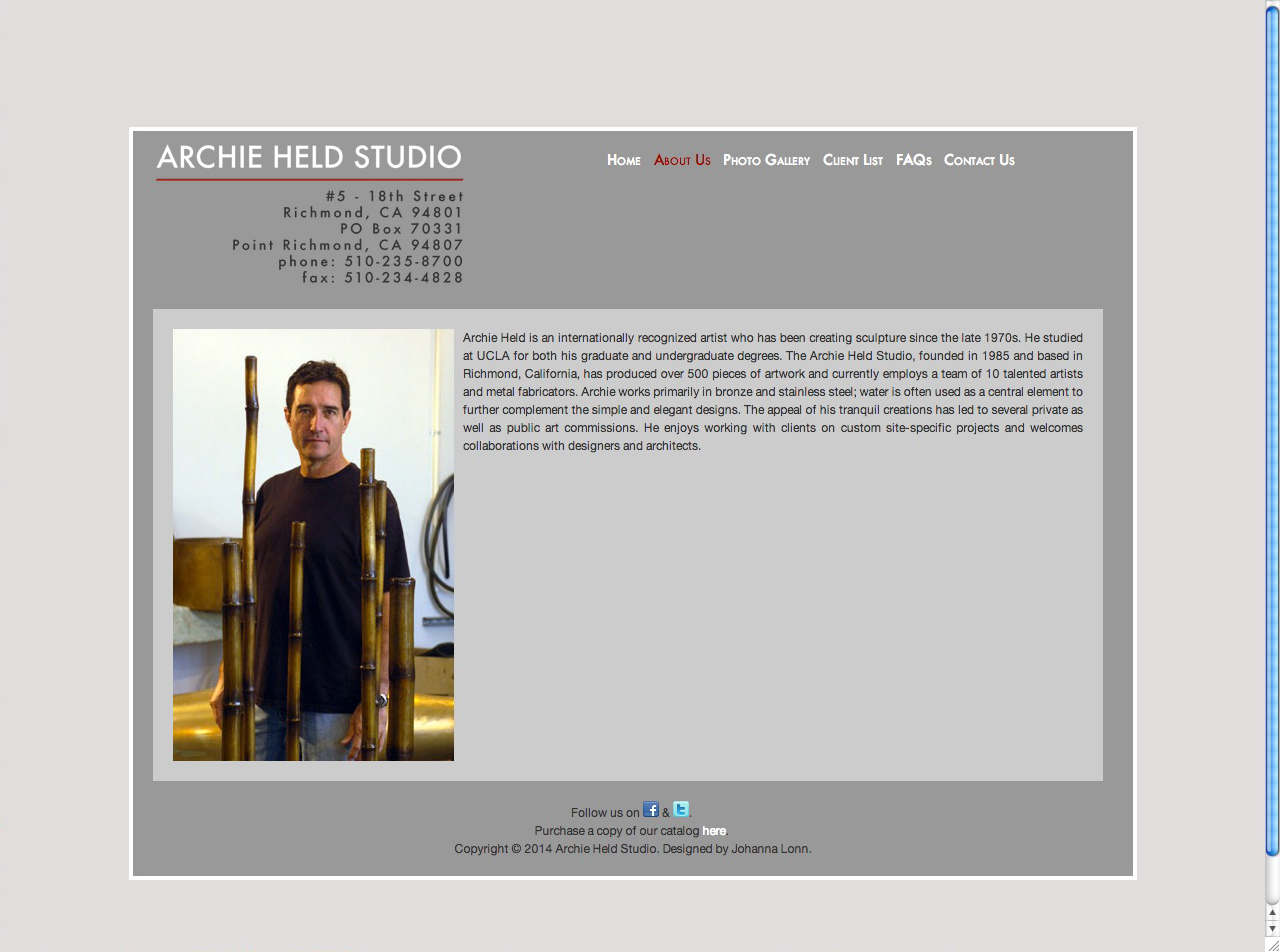 ARCHIE HELD STUDIO
Home About Us Photo Gallery Client List FAQs Contact Us
#5 - 18th Street
Richmond, CA 94801
PO Box 70331
Point Richmond, CA 94807
phone: 510-235-8700
fax: 510-234-4828
Archie Held is an internationally recognized artist who has been creating sculpture since the late 1970s. He studied
at UCLA for both his graduate and undergraduate degrees. The Archie Held Studio, founded in 1985 and based in
Richmond, California, has produced over 500 pieces of artwork and currently employs a team of 10 talented artists
and metal fabricators. Archie works primarily in bronze and stainless steel; water is often used as a central element to
further complement the simple and elegant designs. The appeal of his tranquil creations has led to several private as
well as public art commissions. He enjoys working with clients on custom site-specific projects and welcomes
collaborations with designers and architects.
Follow us on f & t.
Purchase a copy of our catalog here.
Copyright © 2014 Archie Held Studio. Designed by Johanna Lonn.